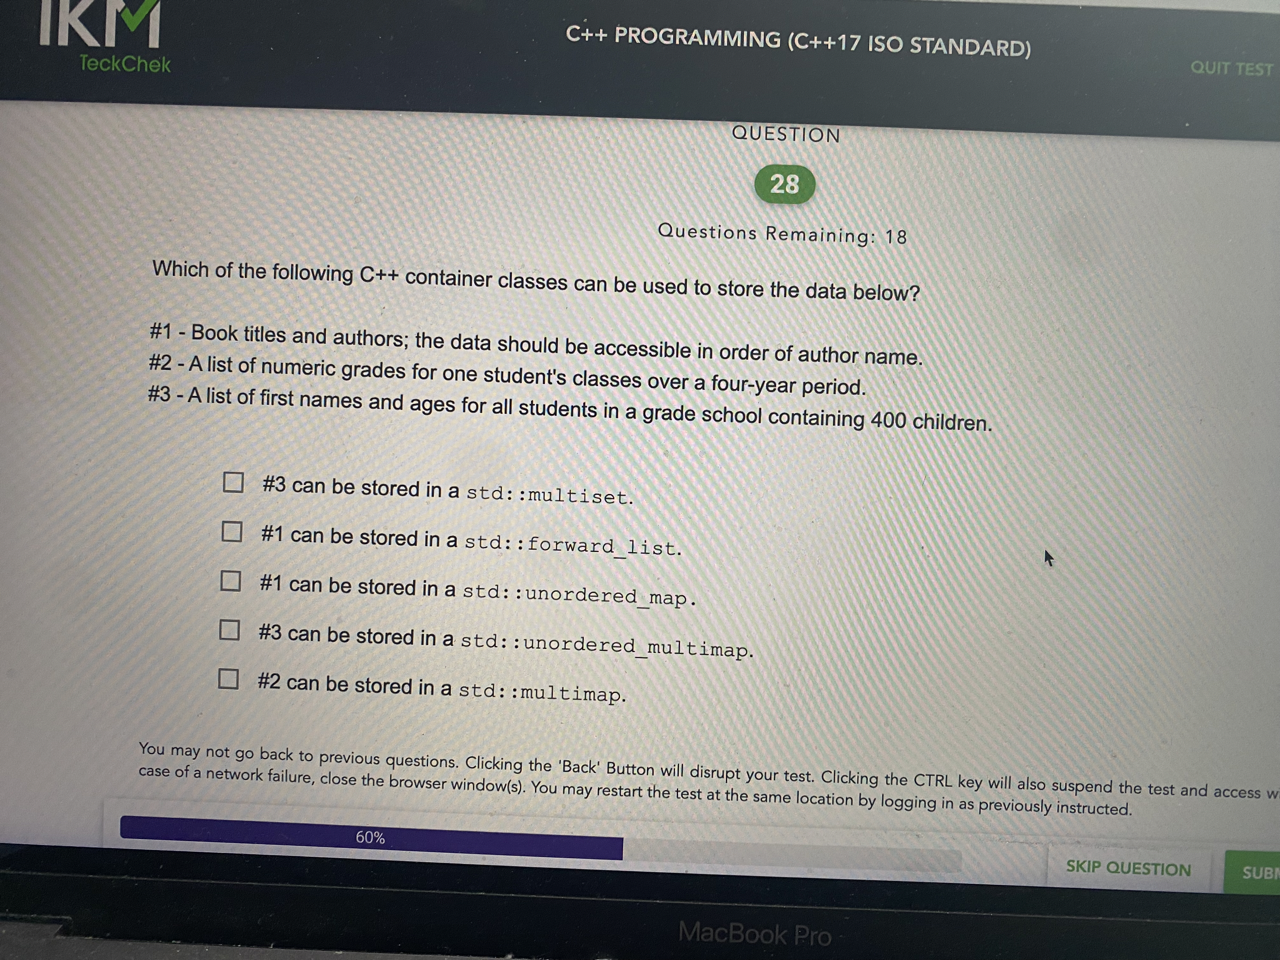 IKM
TeckChek
C++ PROGRAMMING (C++17 ISO STANDARD)
QUIT TEST
QUESTION
28
Questions Remaining: 18
Which of the following C++ container classes can be used to store the data below?
#1 - Book titles and authors; the data should be accessible in order of author name.
#2 - A list of numeric grades for one student's classes over a four-year period.
#3 - A list of first names and ages for all students in a grade school containing 400 children.
#3 can be stored in a std::multiset.
#1 can be stored in a std::forward_list.
#1 can be stored in a std::unordered_map.
#3 can be stored in a std::unordered_multimap.
#2 can be stored in a std::multimap.
You may not go back to previous questions. Clicking the 'Back' Button will disrupt your test. Clicking the CTRL key will also suspend the test and access
case of a network failure, close the browser window(s). You may restart the test at the same location by logging in as previously instructed.
60%
SKIP QUESTION
MacBook Pro